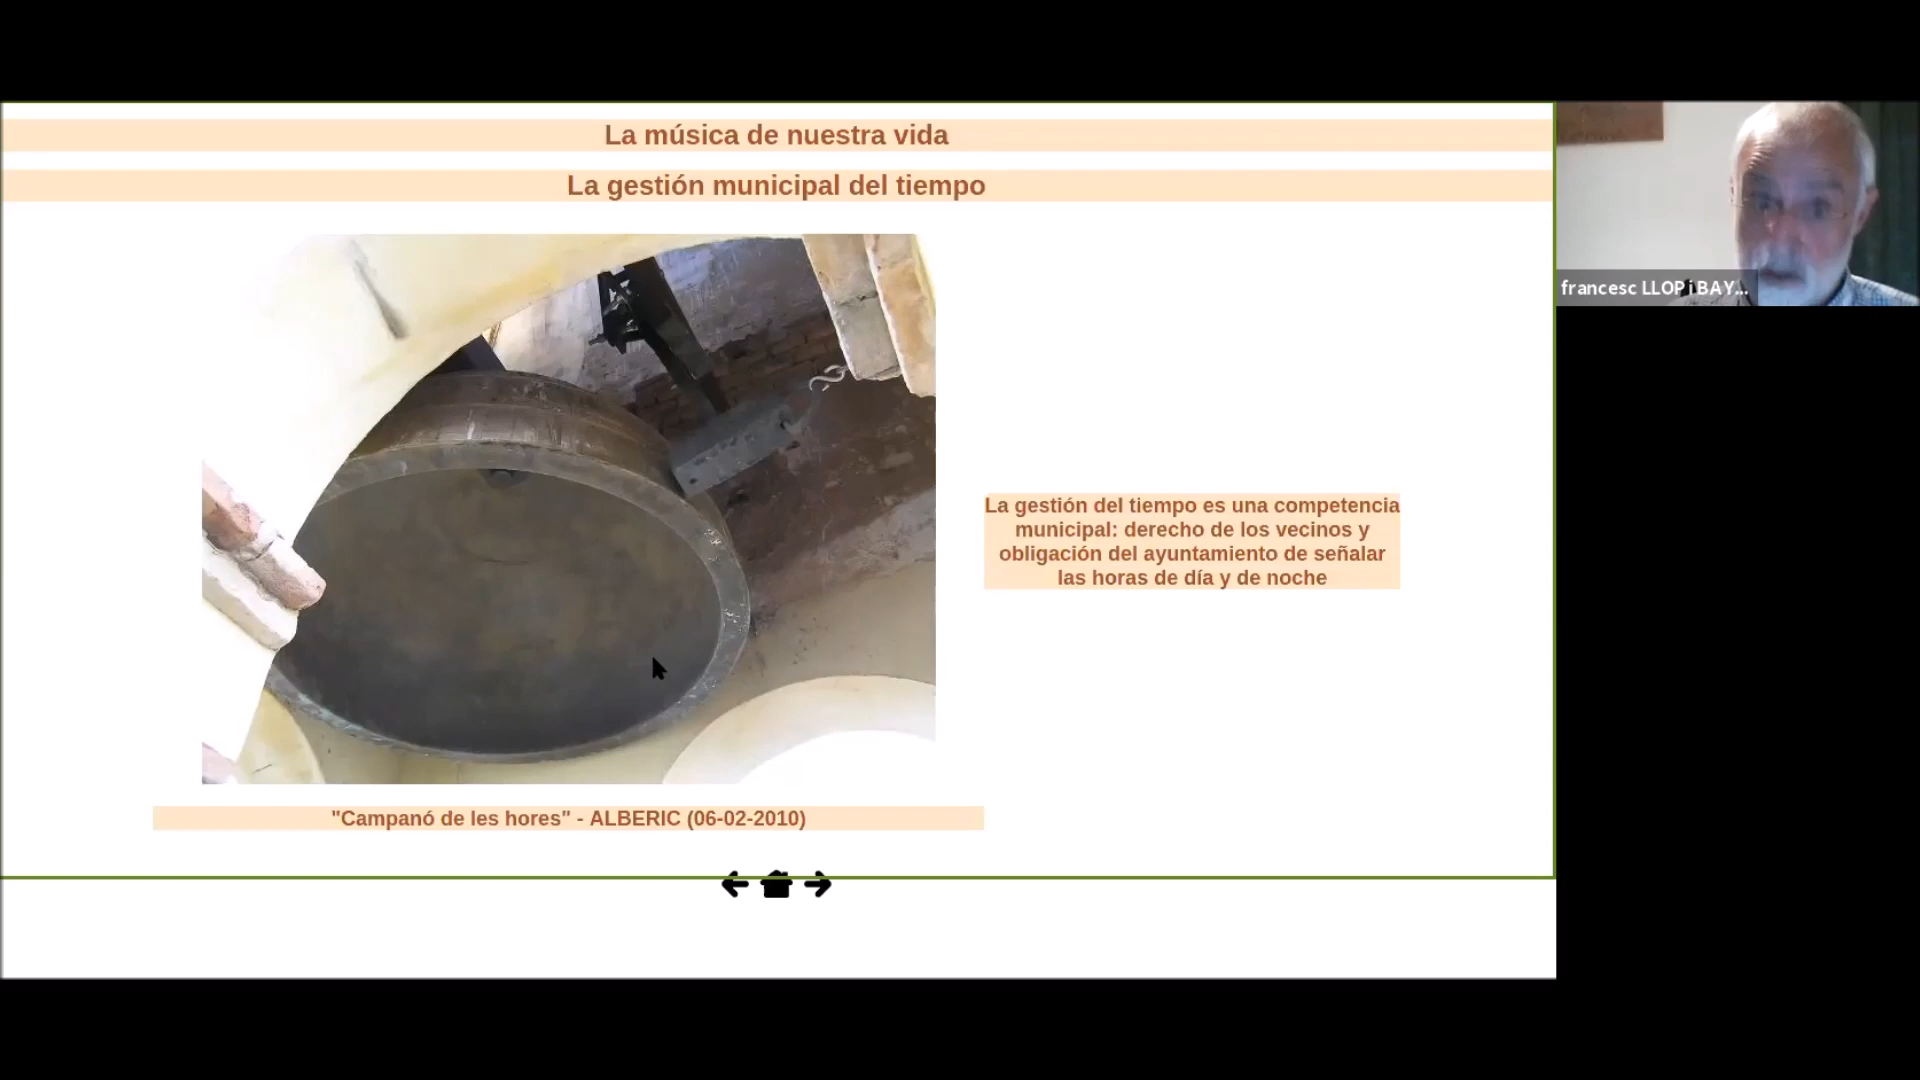 La música de nuestra vida
La gestión municipal del tiempo
La gestión del tiempo es una competencia
municipal: derecho de los vecinos y
obligación del ayuntamiento de señalar
las horas de día y de noche
"Campanó de les hores" - ALBERIC (06-02-2010)
francesc LLOP i BAY...